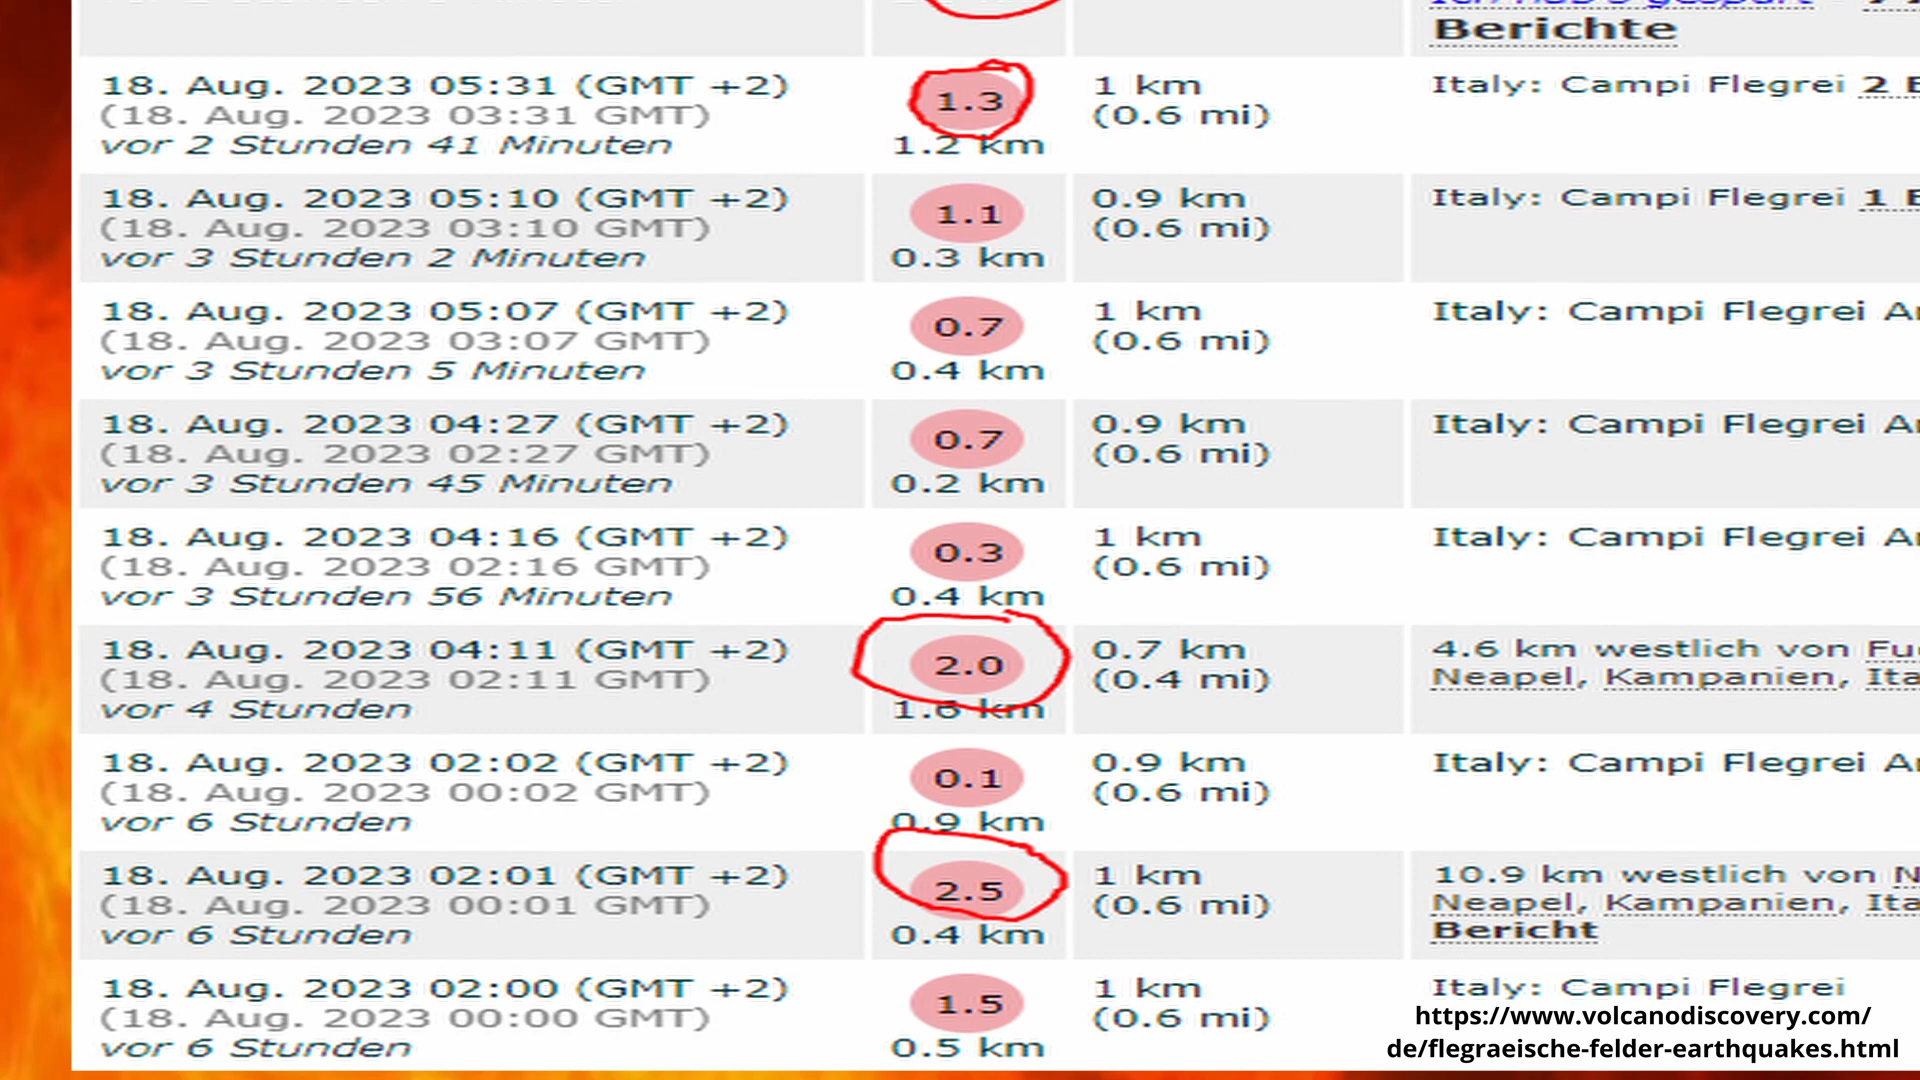 Berichte
18. Aug. 2023 05:31 (GMT +2)
(18. Aug. 2023 03:31 GMT)
vor 2 Stunden 41 Minuten
1.3
1.2 km
1 km
(0.6 mi)
Italy: Campi Flegrei 2
18. Aug. 2023 05:10 (GMT +2)
(18. Aug. 2023 03:10 GMT)
vor 3 Stunden 2 Minuten
1.1
0.3 km
0.9 km
(0.6 mi)
Italy: Campi Flegrei 1
18. Aug. 2023 05:07 (GMT +2)
(18. Aug. 2023 03:07 GMT)
vor 3 Stunden 5 Minuten
0.7
0.4 km
1 km
(0.6 mi)
Italy: Campi Flegrei
18. Aug. 2023 04:27 (GMT +2)
(18. Aug. 2023 02:27 GMT)
vor 3 Stunden 45 Minuten
0.7
0.2 km
0.9 km
(0.6 mi)
Italy: Campi Flegrei
18. Aug. 2023 04:16 (GMT +2)
(18. Aug. 2023 02:16 GMT)
vor 3 Stunden 56 Minuten
0.3
0.4 km
1 km
(0.6 mi)
Italy: Campi Flegrei
18. Aug. 2023 04:11 (GMT +2)
(18. Aug. 2023 02:11 GMT)
vor 4 Stunden
2.0
1.6 km
0.7 km
(0.4 mi)
4.6 km westlich von
Neapel, Kampanien,
18. Aug. 2023 02:02 (GMT +2)
(18. Aug. 2023 00:02 GMT)
vor 6 Stunden
0.1
0.9 km
0.9 km
(0.6 mi)
Italy: Campi Flegrei
18. Aug. 2023 02:01 (GMT +2)
(18. Aug. 2023 00:01 GMT)
vor 6 Stunden
2.5
0.4 km
1 km
(0.6 mi)
10.9 km westlich von
Neapel, Kampanien,
Bericht
18. Aug. 2023 02:00 (GMT +2)
(18. Aug. 2023 00:00 GMT)
vor 6 Stunden
1.5
0.5 km
1 km
(0.6 mi)
Italy: Campi Flegrei
https://www.volcanodiscovery.com/
de/flegraeische-felder-earthquakes.html